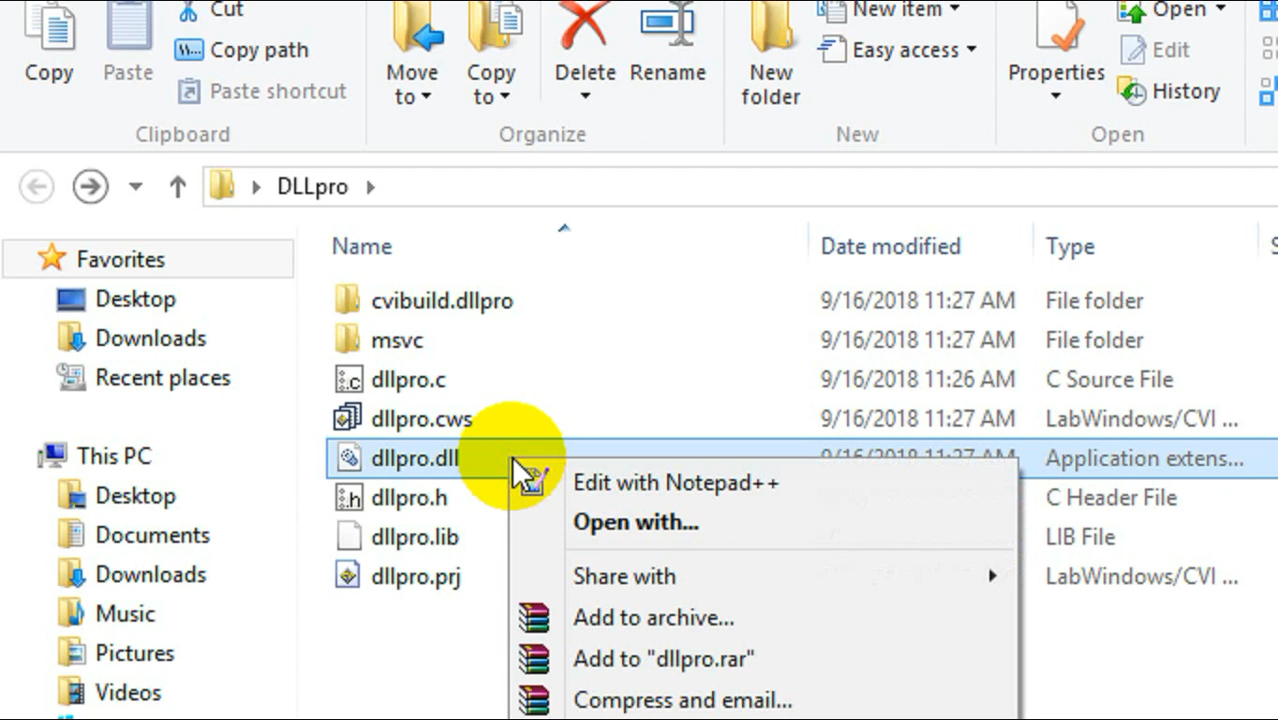 Cut
Copy
Paste
Copy path
Paste shortcut
Clipboard
Move to
Copy to
Delete
Rename
Organize
New folder
New item
Easy access
New
Properties
Open
Edit
History
Open
DLLpro
Name
Date modified
Type
Favorites
Desktop
Downloads
Recent places
This PC
Desktop
Documents
Downloads
Music
Pictures
Videos
cvibuild.dllpro 9/16/2018 11:27 AM File folder
msvc 9/16/2018 11:27 AM File folder
dllpro.c 9/16/2018 11:26 AM C Source File
dllpro.cws 9/16/2018 11:27 AM LabWindows/CVI ...
dllpro.dll 9/16/2018 11:27 AM Application extens...
dllpro.h C Header File
dllpro.lib LIB File
dllpro.prj LabWindows/CVI ...
Edit with Notepad++
Open with...
Share with
Add to archive...
Add to "dllpro.rar"
Compress and email...